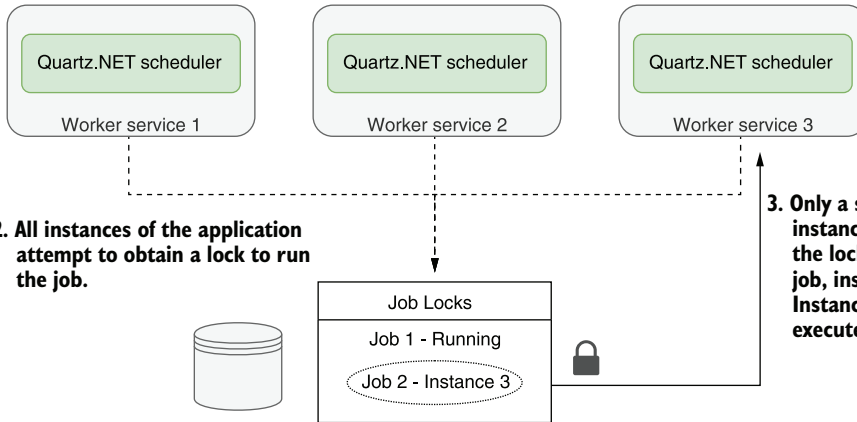 Quartz.NET scheduler
Worker service 1
Quartz.NET scheduler
Worker service 2
Quartz.NET scheduler
Worker service 3
2. All instances of the application
attempt to obtain a lock to run
the job.
3. Only a
instanc
the loc
job, ins
Instanc
execute
Job Locks
Job 1 - Running
Job 2 - Instance 3